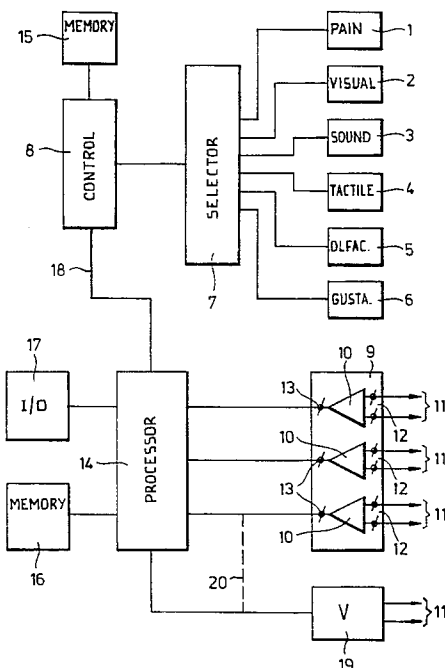 MEMORY
15
PAIN
1
VISUAL
2
8
CONTROL
SELECTOR
SOUND
3
TACTILE
4
OLFAC.
5
18
7
GUSTA.
6
17
I/O
14
PROCESSOR
13
10
9
12
11
10
13
12
11
MEMORY
16
13
10
12
11
20
V
19
11